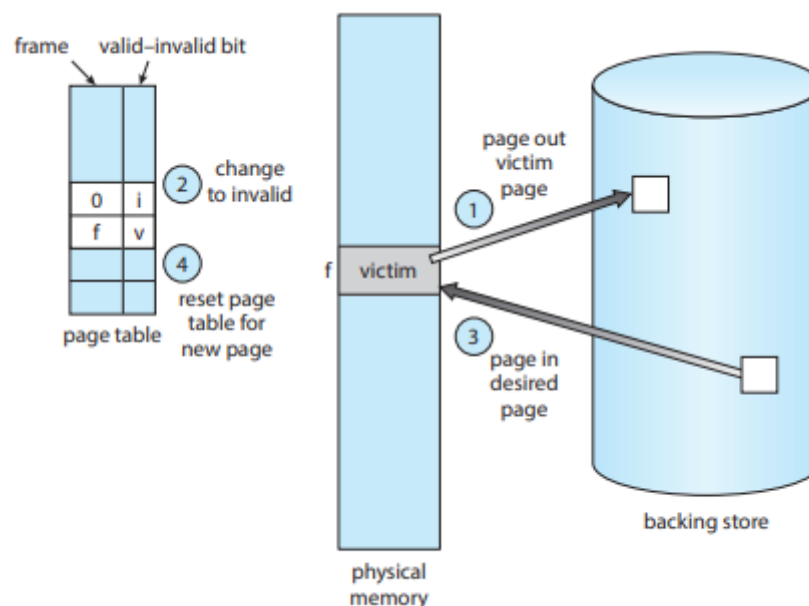 frame
valid–invalid bit
0
i
f
v
2
change
to invalid
4
reset page
table for
new page
page table
f
victim
physical
memory
1
page out
victim
page
3
page in
desired
page
backing store